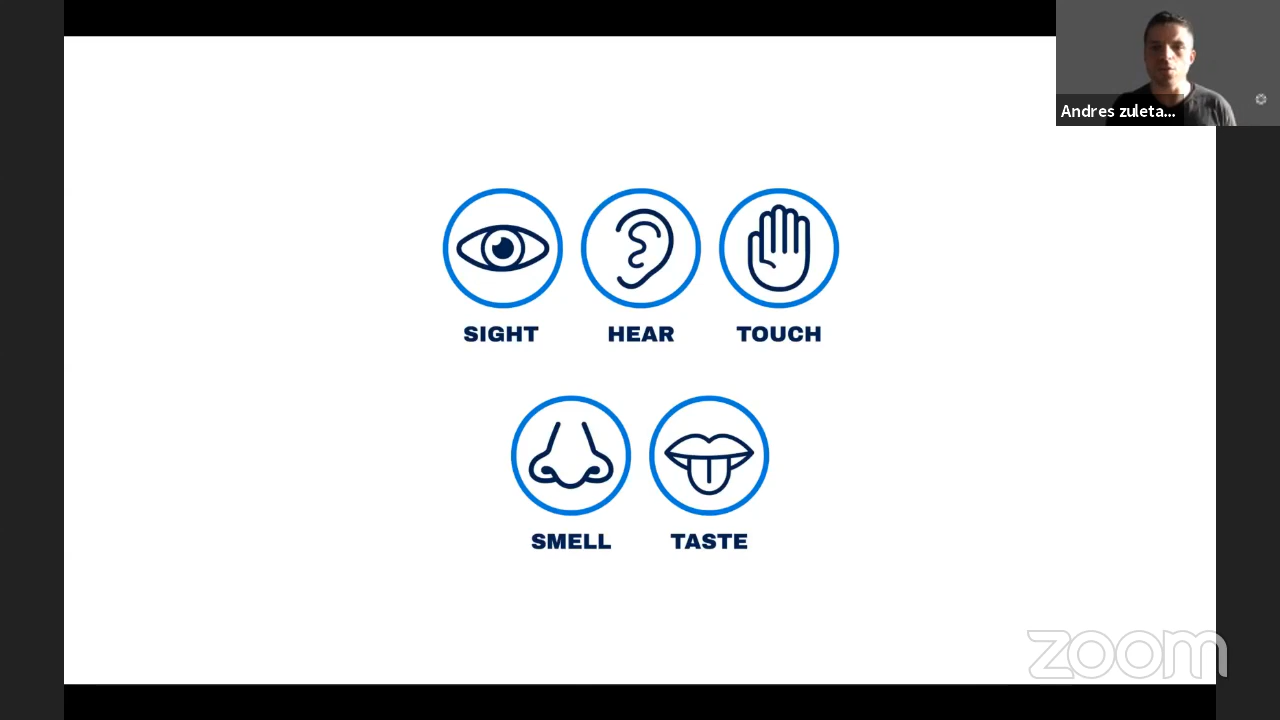 Andres zuleta...
SIGHT
HEAR
TOUCH
SMELL
TASTE
zoom